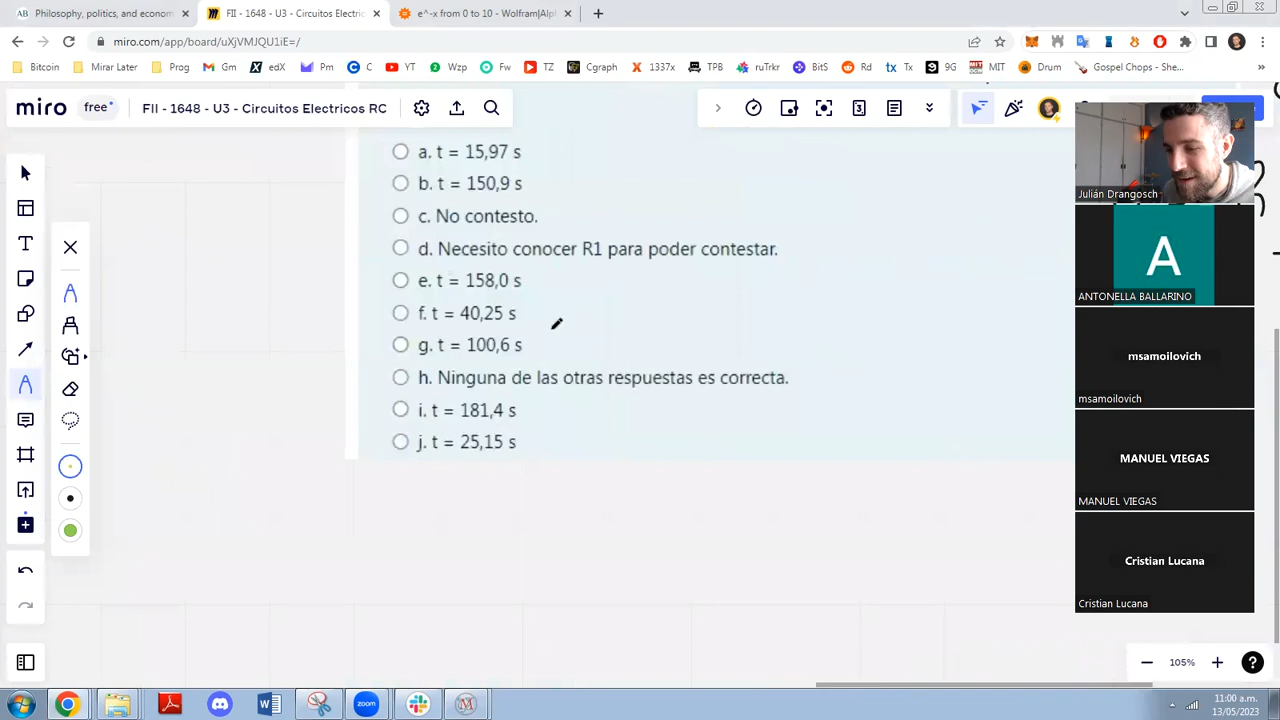 Philosophy, politics, and econom
FII - 1648 - U3 - Circuitos Electric
e^-x from 0 to 10 - Wolfram|Alp
miro.com/app/board/uXjVMJQU1iE=/
Bitcoin
Mirar Later
Prog
Gm
edX
Pm
C
YT
Wzp
Fw
TZ
Cgraph
1337x
TPB
ruTrkr
BitS
Rd
Tx
9G
MIT
Drum
Gospel Chops - She...
miro
free
FII - 1648 - U3 - Circuitos Electricos RC
a. t = 15,97 s
b. t = 150,9 s
c. No contesto.
d. Necesito conocer R1 para poder contestar.
e. t = 158,0 s
f. t = 40,25 s
g. t = 100,6 s
h. Ninguna de las otras respuestas es correcta.
i. t = 181,4 s
j. t = 25,15 s
Julián Drangosch
A
ANTONELLA BALLARINO
msamoilovich
msamoilovich
MANUEL VIEGAS
MANUEL VIEGAS
Cristian Lucana
Cristian Lucana
105%
zoom
11:00 a.m.
13/05/2023